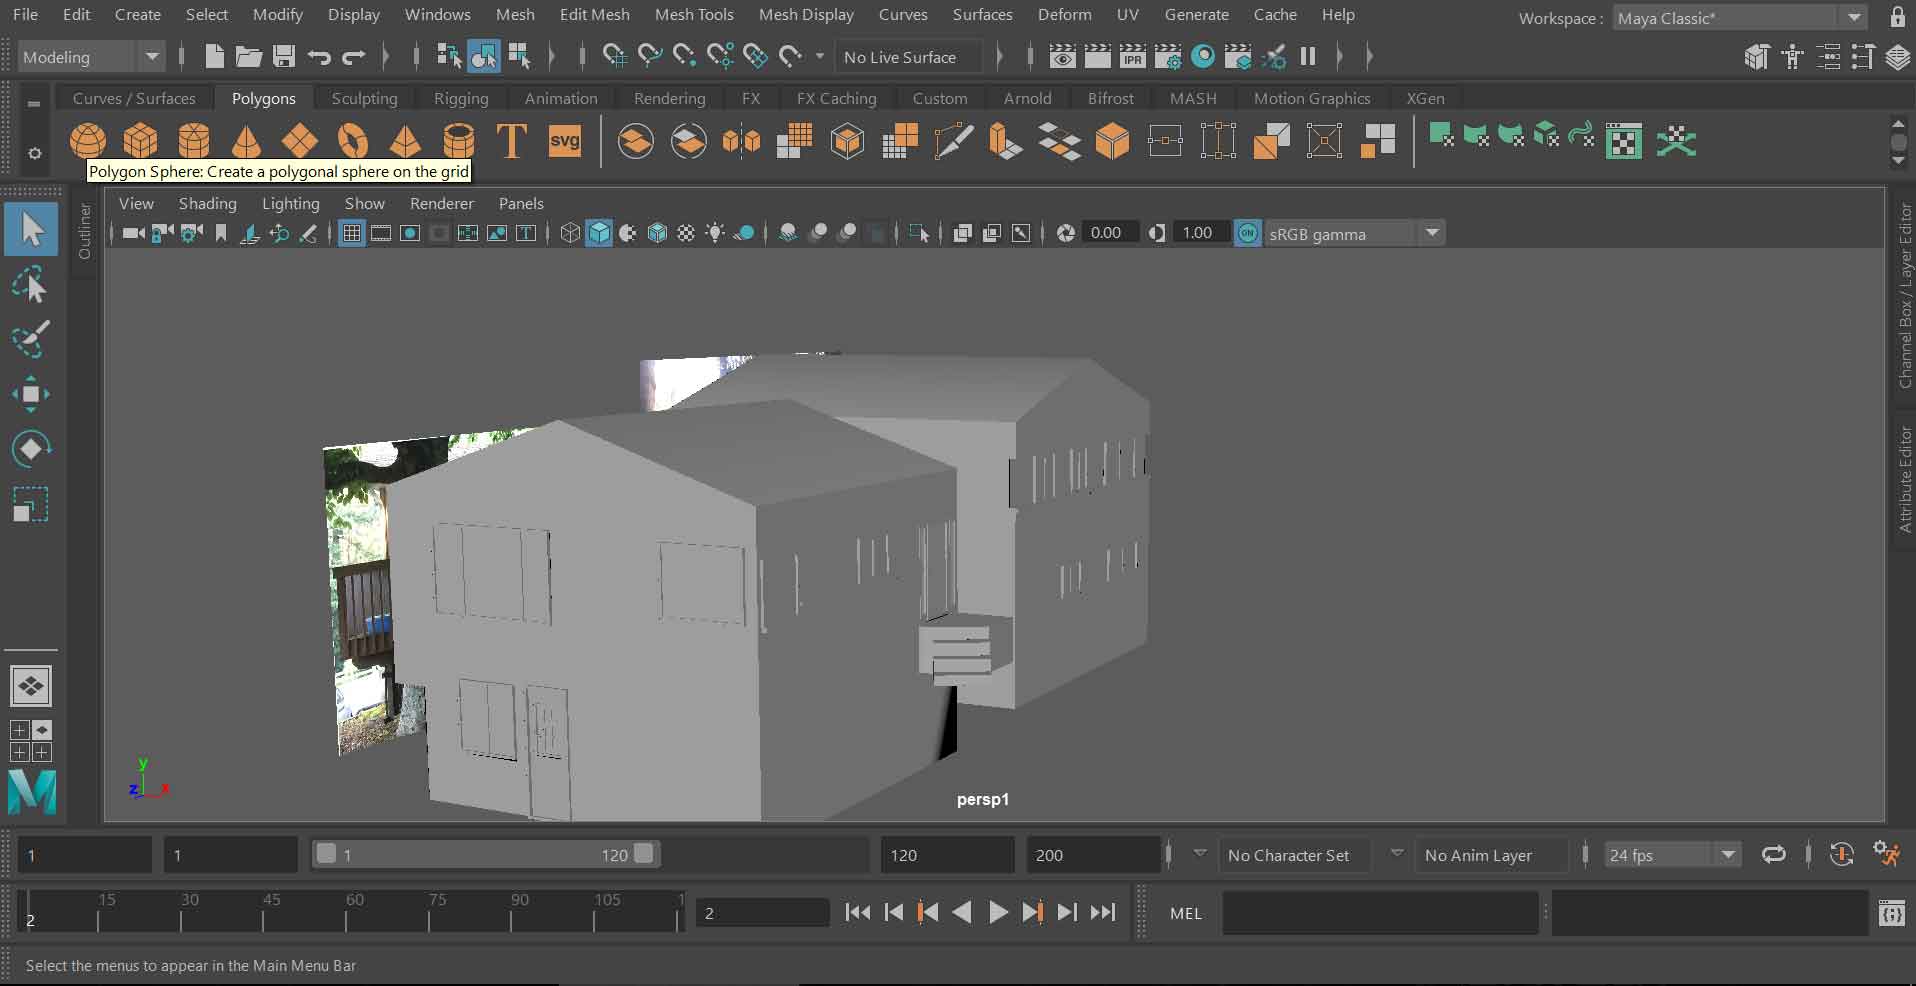 File Edit Create Select Modify Display Windows Mesh Edit Mesh Mesh Tools Mesh Display Curves Surfaces Deform UV Generate Cache Help Workspace : Maya Classic*
Modeling No Live Surface IPR
Curves / Surfaces Polygons Sculpting Rigging Animation Rendering FX FX Caching Custom Arnold Bifrost MASH Motion Graphics XGen
T svg
Polygon Sphere: Create a polygonal sphere on the grid
View Shading Lighting Show Renderer Panels
T 0.00 1.00 ON sRGB gamma
Outliner
Channel Box / Layer Editor
Attribute Editor
y
z x
persp1
M
1 1 1 120 120 200 No Character Set No Anim Layer 24 fps
15 30 45 60 75 90 105 1
2 2 MEL
Select the menus to appear in the Main Menu Bar